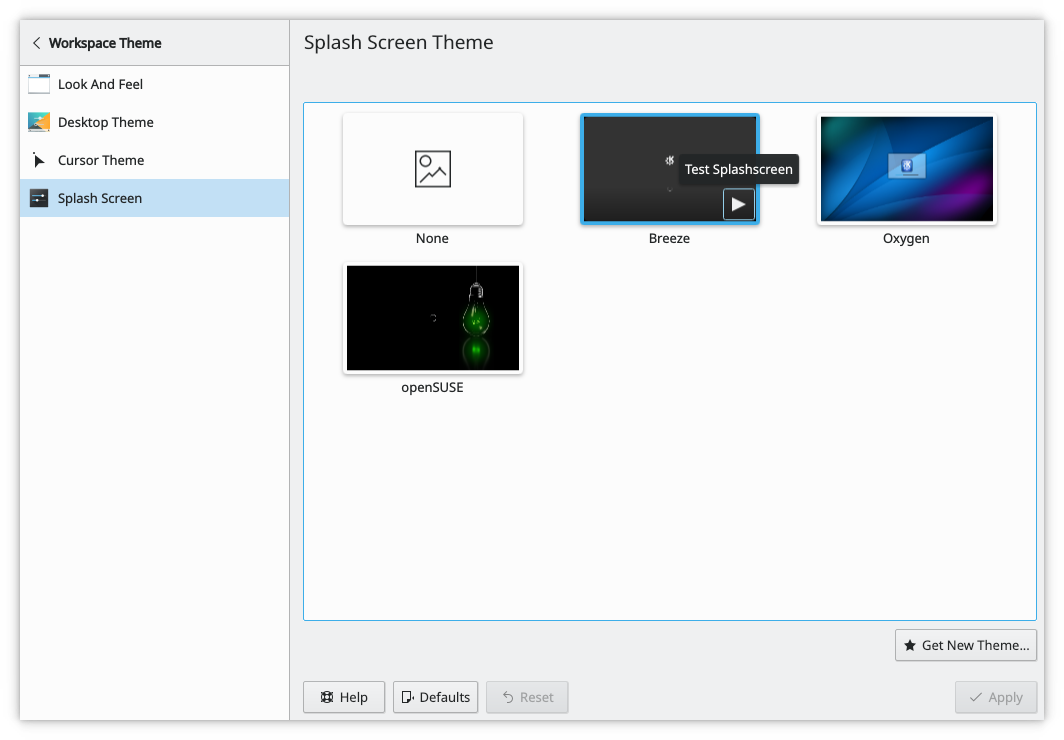 Workspace Theme
Look And Feel
Desktop Theme
Cursor Theme
Splash Screen
Splash Screen Theme
Test Splashscreen
None
Breeze
Oxygen
openSUSE
Get New Theme...
Help
Defaults
Reset
Apply